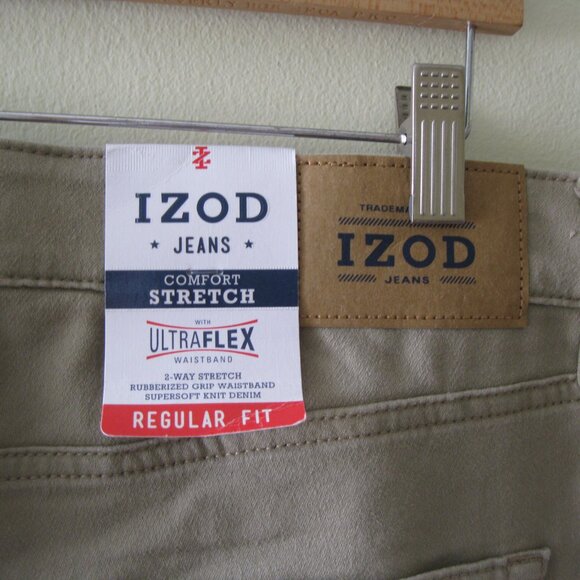 IZOD
★ JEANS ★
COMFORT
STRETCH
WITH
ULTRAFLEX
WAISTBAND
2-WAY STRETCH
RUBBERIZED GRIP WAISTBAND
SUPERSOFT KNIT DENIM
REGULAR FIT
IZOD
JEANS